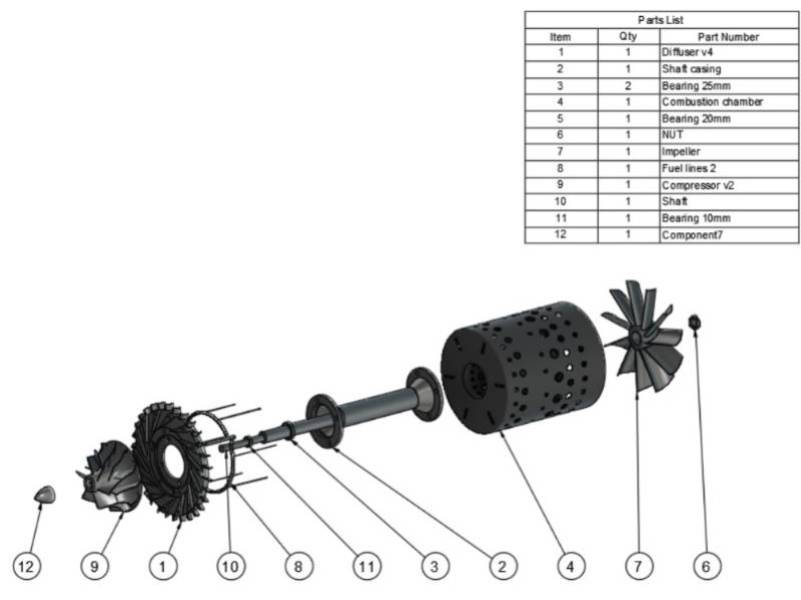 Parts List
Item Qty Part Number
1 1 Diffuser v4
2 1 Shaft casing
3 2 Bearing 25mm
4 1 Combustion chamber
5 1 Bearing 20mm
6 1 NUT
7 1 Impeller
8 1 Fuel lines 2
9 1 Compressor v2
10 1 Shaft
11 1 Bearing 10mm
12 1 Component7
12 9 1 10 8 11 3 2 4 7 6